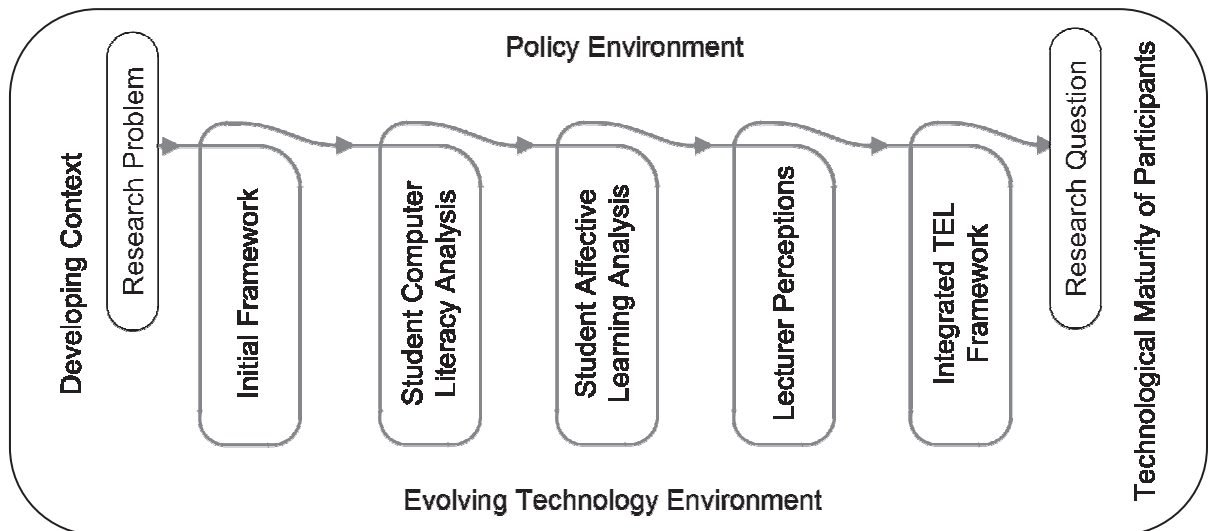 Policy Environment
Developing Context
Research Problem
Initial Framework
Student Computer
Literacy Analysis
Student Affective
Learning Analysis
Lecturer Perceptions
Integrated TEL
Framework
Research Question
Technological Maturity of Participants
Evolving Technology Environment